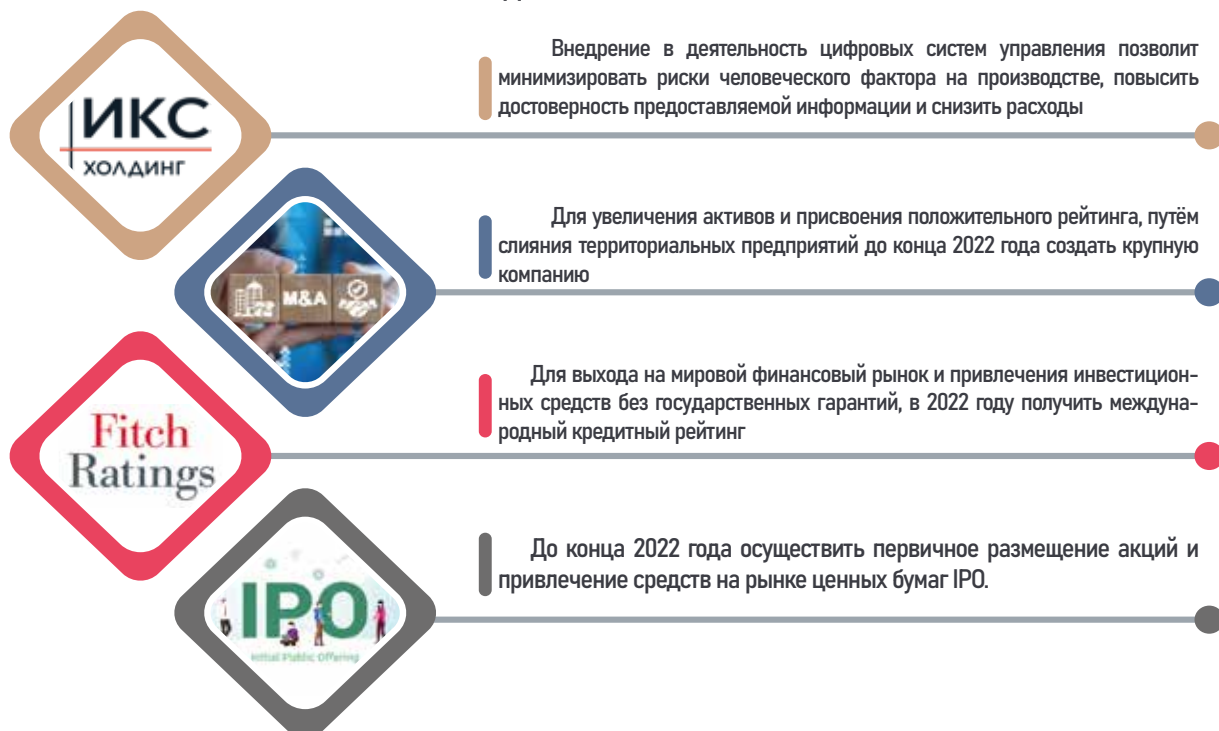 ИКС
ХОЛДИНГ
Внедрение в деятельность цифровых систем управления позволит
минимизировать риски человеческого фактора на производстве, повысить
достоверность предоставляемой информации и снизить расходы
M&A
Для увеличения активов и присвоения положительного рейтинга, путём
слияния территориальных предприятий до конца 2022 года создать крупную
компанию
Fitch
Ratings
Для выхода на мировой финансовый рынок и привлечения инвестицион-
ных средств без государственных гарантий, в 2022 году получить междуна-
родный кредитный рейтинг
IPO
Initial Public Offering
До конца 2022 года осуществить первичное размещение акций и
привлечение средств на рынке ценных бумаг IPO.